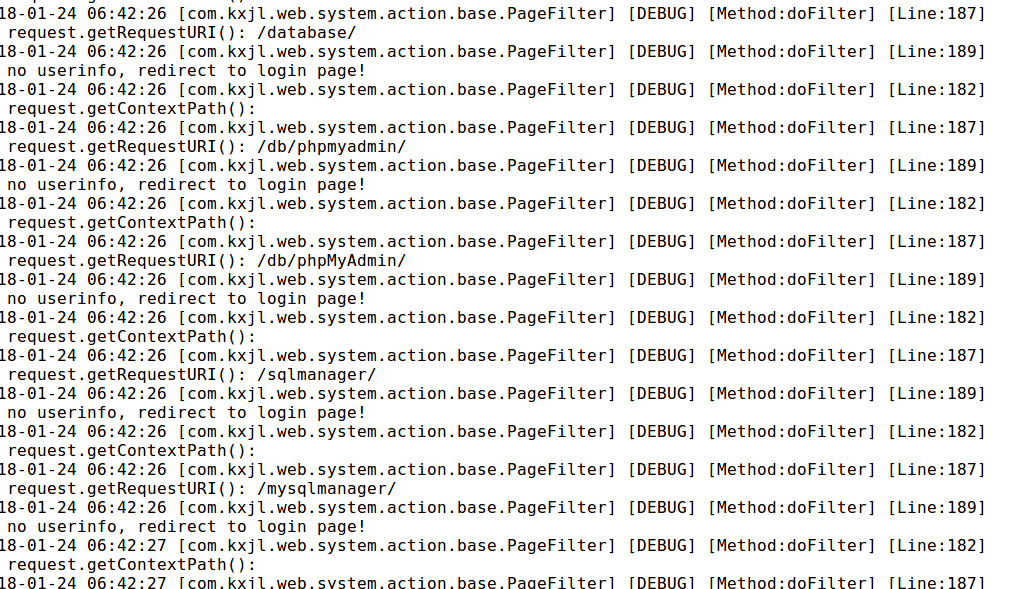 18-01-24 06:42:26 [com.kxjl.web.system.action.base.PageFilter] [DEBUG] [Method:doFilter] [Line:187]
request.getRequestURI(): /database/
18-01-24 06:42:26 [com.kxjl.web.system.action.base.PageFilter] [DEBUG] [Method:doFilter] [Line:189]
no userinfo, redirect to login page!
18-01-24 06:42:26 [com.kxjl.web.system.action.base.PageFilter] [DEBUG] [Method:doFilter] [Line:182]
request.getContextPath():
18-01-24 06:42:26 [com.kxjl.web.system.action.base.PageFilter] [DEBUG] [Method:doFilter] [Line:187]
request.getRequestURI(): /db/phpmyadmin/
18-01-24 06:42:26 [com.kxjl.web.system.action.base.PageFilter] [DEBUG] [Method:doFilter] [Line:189]
no userinfo, redirect to login page!
18-01-24 06:42:26 [com.kxjl.web.system.action.base.PageFilter] [DEBUG] [Method:doFilter] [Line:182]
request.getContextPath():
18-01-24 06:42:26 [com.kxjl.web.system.action.base.PageFilter] [DEBUG] [Method:doFilter] [Line:187]
request.getRequestURI(): /db/phpMyAdmin/
18-01-24 06:42:26 [com.kxjl.web.system.action.base.PageFilter] [DEBUG] [Method:doFilter] [Line:189]
no userinfo, redirect to login page!
18-01-24 06:42:26 [com.kxjl.web.system.action.base.PageFilter] [DEBUG] [Method:doFilter] [Line:182]
request.getContextPath():
18-01-24 06:42:26 [com.kxjl.web.system.action.base.PageFilter] [DEBUG] [Method:doFilter] [Line:187]
request.getRequestURI(): /sqlmanager/
18-01-24 06:42:26 [com.kxjl.web.system.action.base.PageFilter] [DEBUG] [Method:doFilter] [Line:189]
no userinfo, redirect to login page!
18-01-24 06:42:26 [com.kxjl.web.system.action.base.PageFilter] [DEBUG] [Method:doFilter] [Line:182]
request.getContextPath():
18-01-24 06:42:26 [com.kxjl.web.system.action.base.PageFilter] [DEBUG] [Method:doFilter] [Line:187]
request.getRequestURI(): /mysqlmanager/
18-01-24 06:42:26 [com.kxjl.web.system.action.base.PageFilter] [DEBUG] [Method:doFilter] [Line:189]
no userinfo, redirect to login page!
18-01-24 06:42:27 [com.kxjl.web.system.action.base.PageFilter] [DEBUG] [Method:doFilter] [Line:182]
request.getContextPath():
18-01-24 06:42:27 [com.kxjl.web.system.action.base.PageFilter] [DEBUG] [Method:doFilter] [Line:187]